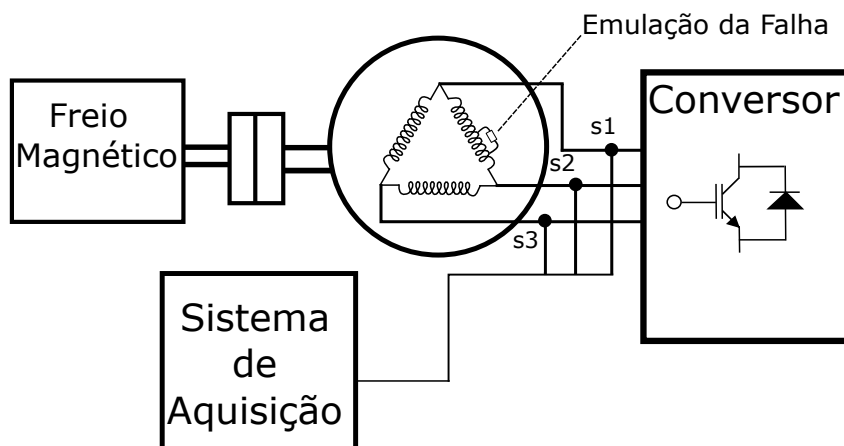 Emulação da Falha
Freio
Magnético
Conversor
s1
s2
s3
Sistema
de
Aquisição